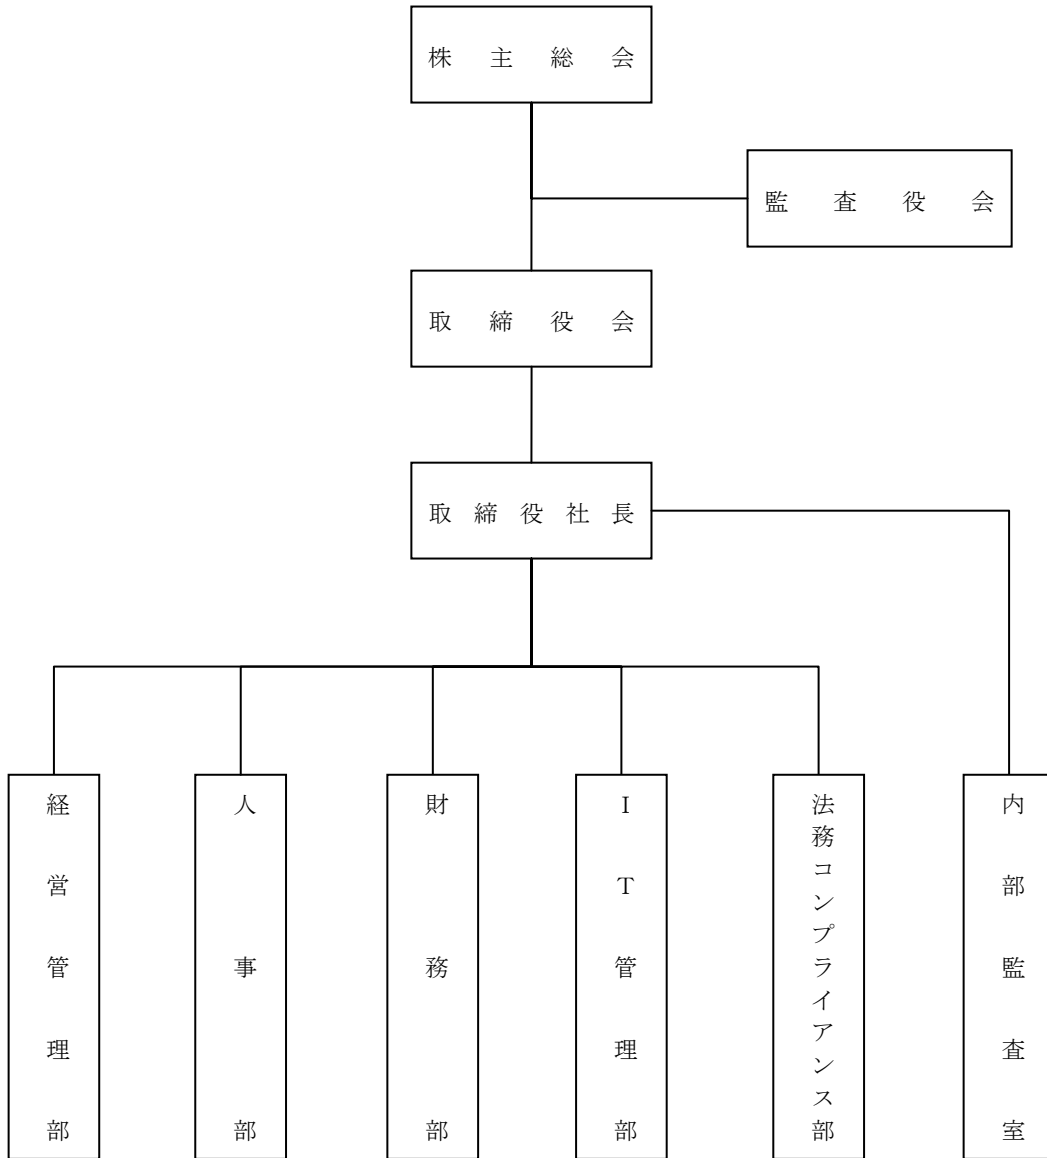 株主総会
監査役会
取締役会
取締役社長
経営管理部
人事部
財務部
IT管理部
法務コンプライアンス部
内部監査室